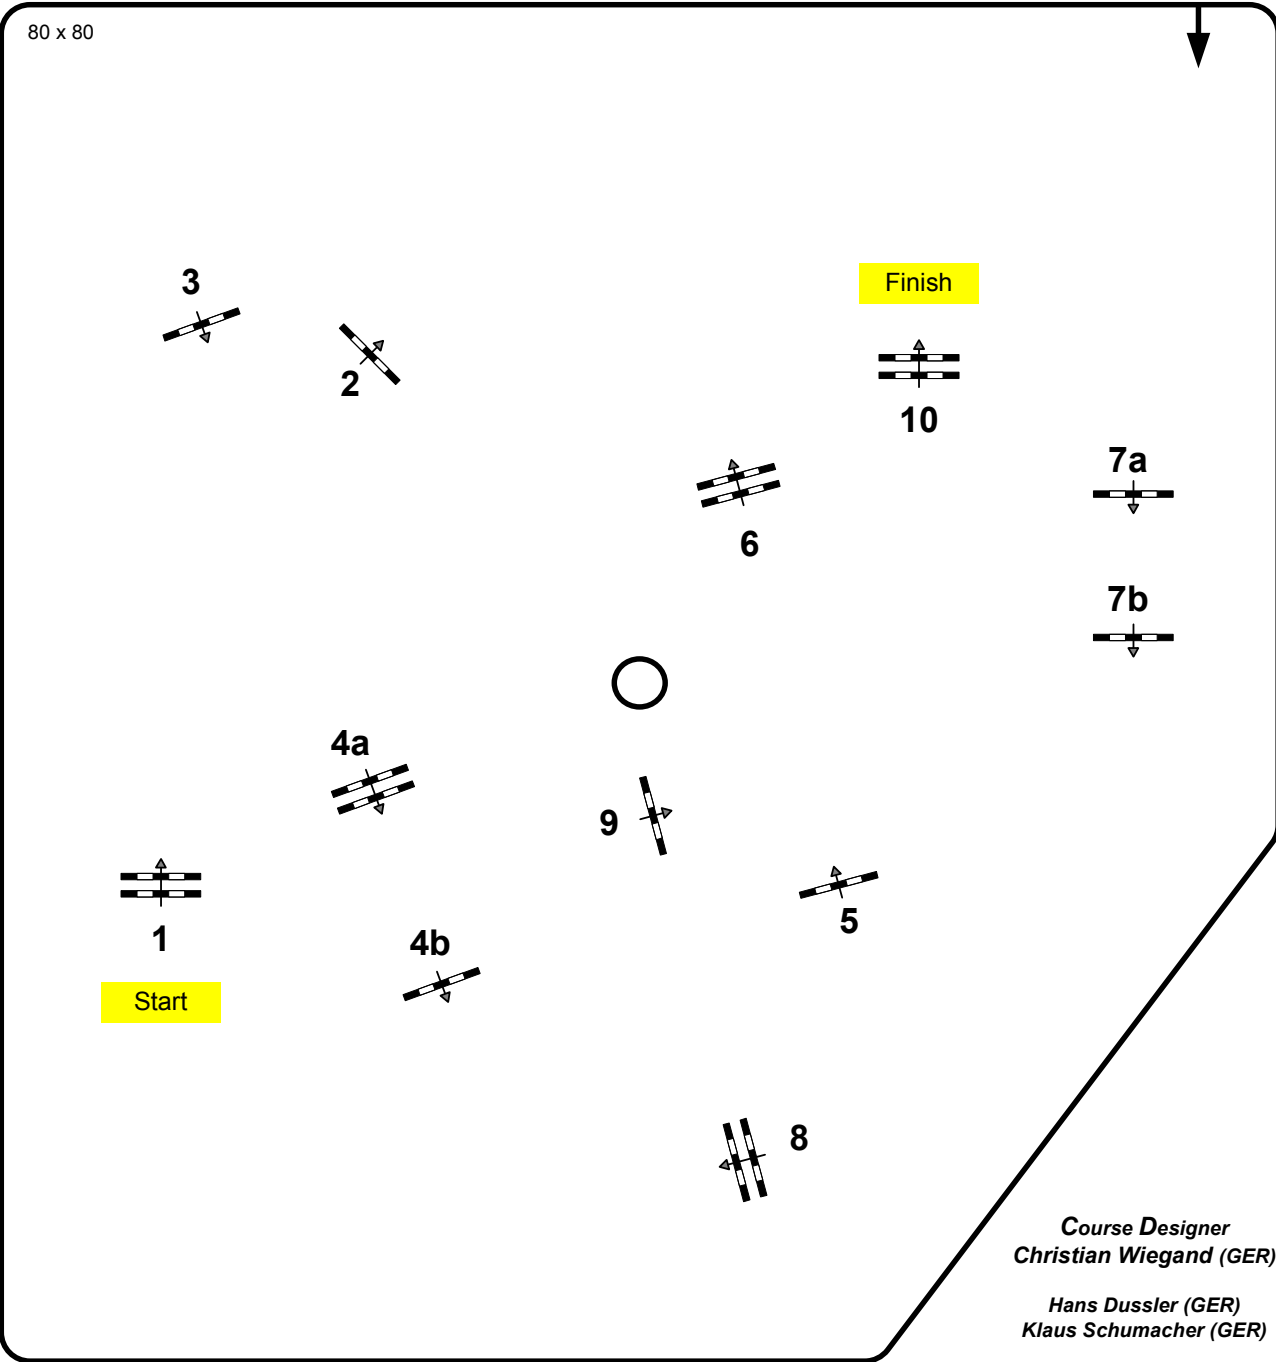 80 x 80
3
Finish
2
10
7a
6
7b
4a
9
5
1
4b
Start
8
Course Designer
Christian Wiegand (GER)
Hans Dussler (GER)
Klaus Schumacher (GER)